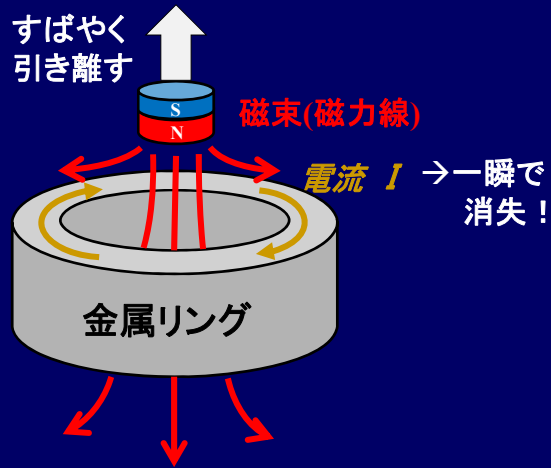 すばやく
引き離す
S
N
磁束(磁力線)
電流 I →一瞬で
消失！
金属リング